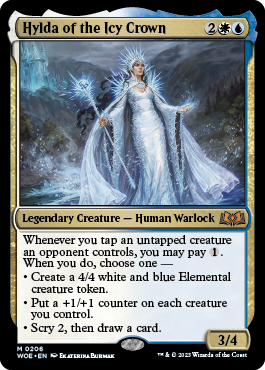 Hylda of the Icy Crown 2
Legendary Creature — Human Warlock
Whenever you tap an untapped creature
an opponent controls, you may pay 1.
When you do, choose one —
• Create a 4/4 white and blue Elemental
creature token.
• Put a +1/+1 counter on each creature
you control.
• Scry 2, then draw a card.
3/4
M 0206
WOE • EN Ekaterina Burmak
™ & © 2023 Wizards of the Coast